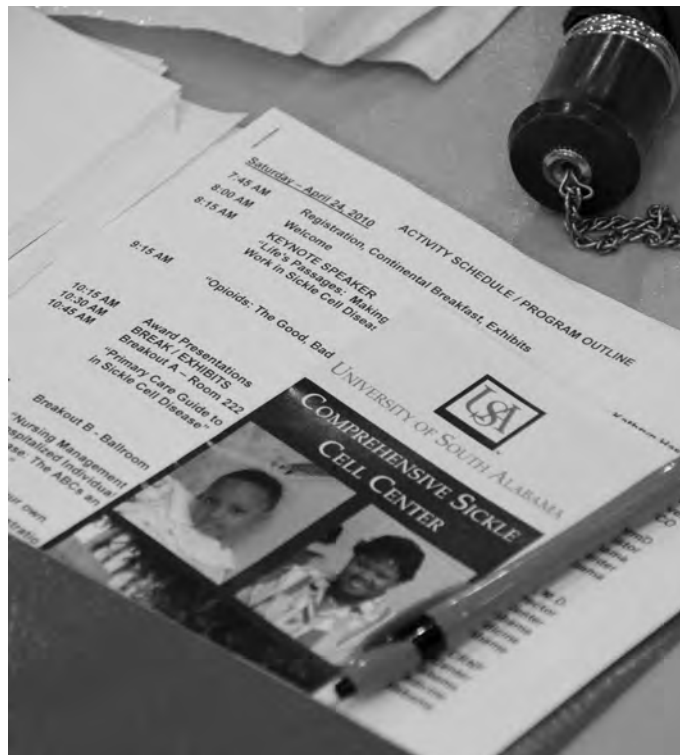 ACTIVITY SCHEDULE / PROGRAM OUTLINE
Saturday – April 24, 2010
7:45 AM Registration, Continental Breakfast, Exhibits
8:00 AM Welcome
8:15 AM KEYNOTE SPEAKER
"Life's Passages: Making
Work in Sickle Cell
9:15 AM "Opioids: The Good, Bad
10:15 AM Award Presentations
10:30 AM BREAK / EXHIBITS
10:45 AM Breakout A – Room 222
"Primary Care Guide to
in Sickle Cell Disease"
Breakout B - Ballroom
"Nursing Management
Individual
The ABCs an
own
USA
UNIVERSITY OF SOUTH ALABAMA
COMPREHENSIVE SICKLE
CELL CENTER